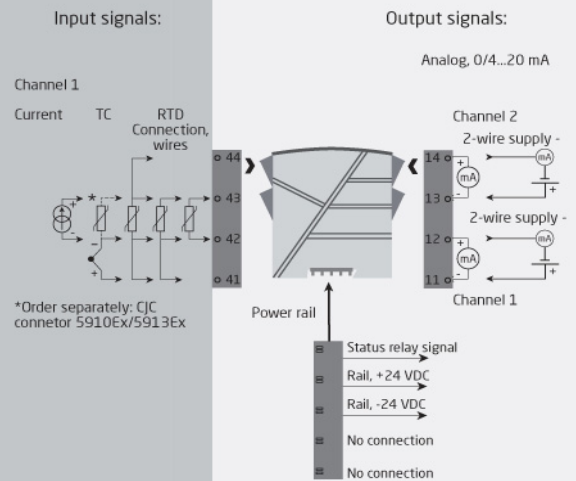 Input signals:
Output signals:
Analog, 0/4...20 mA
Channel 1
Current
TC
RTD
Connection,
wires
Channel 2
2-wire supply -
44
43
42
41
14
13
12
11
+
-
mA
mA
2-wire supply -
+
-
mA
mA
Channel 1
*
+
-
–
+
*Order separately: CJC
connetor 5910Ex/5913Ex
Power rail
Status relay signal
Rail, +24 VDC
Rail, -24 VDC
No connection
No connection